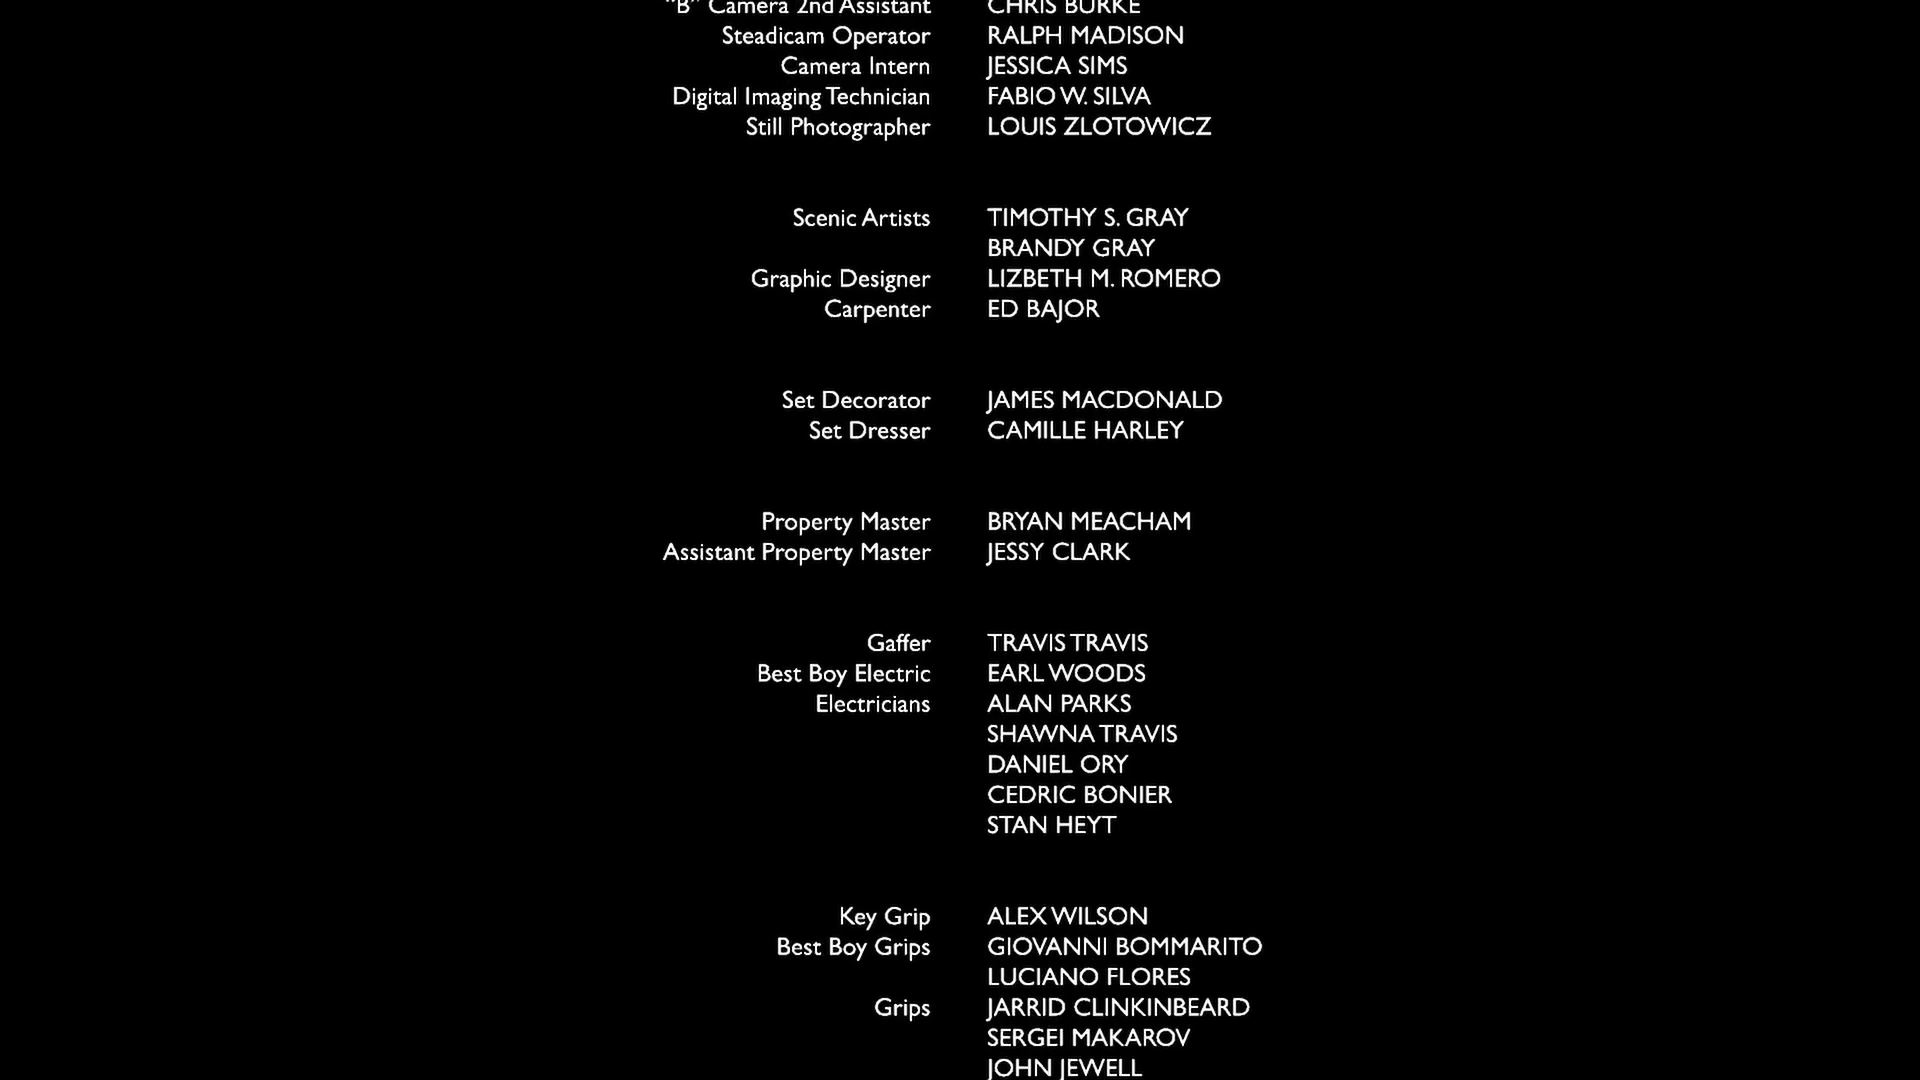 "B" Camera 2nd Assistant CHRIS BURKE
Steadicam Operator RALPH MADISON
Camera Intern JESSICA SIMS
Digital Imaging Technician FABIO W. SILVA
Still Photographer LOUIS ZLOTOWICZ
Scenic Artists TIMOTHY S. GRAY
BRANDY GRAY
Graphic Designer LIZBETH M. ROMERO
Carpenter ED BAJOR
Set Decorator JAMES MACDONALD
Set Dresser CAMILLE HARLEY
Property Master BRYAN MEACHAM
Assistant Property Master JESSY CLARK
Gaffer TRAVIS TRAVIS
Best Boy Electric EARL WOODS
Electricians ALAN PARKS
SHAWNA TRAVIS
DANIEL ORY
CEDRIC BONIER
STAN HEYT
Key Grip ALEX WILSON
Best Boy Grips GIOVANNI BOMMARITO
LUCIANO FLORES
Grips JARRID CLINKINBEARD
SERGEI MAKAROV
JOHN JEWELL